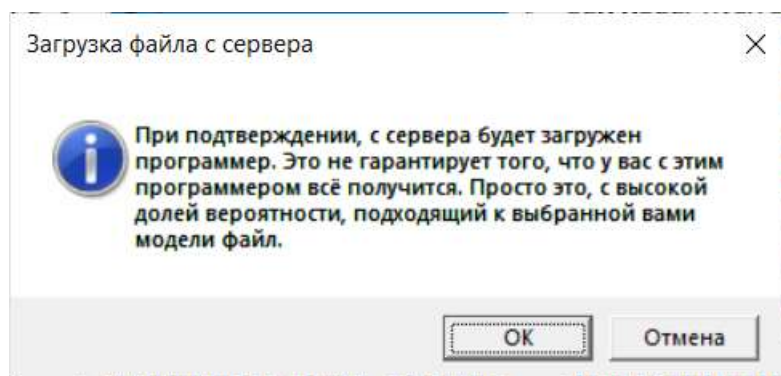 Загрузка файла с сервера
При подтверждении, с сервера будет загружен
программер. Это не гарантирует того, что у вас с этим
программером всё получится. Просто это, с высокой
долей вероятности, подходящий к выбранной вами
модели файл.
ОК
Отмена